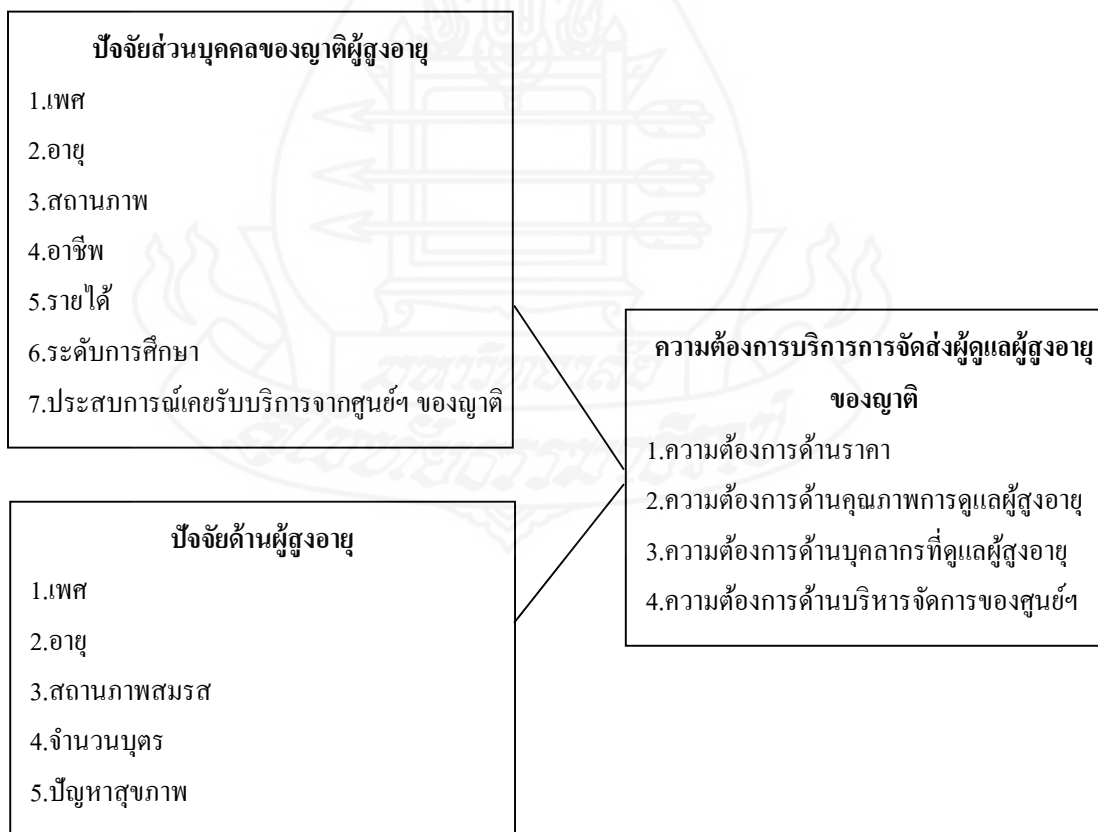 ปัจจัยส่วนบุคคลของญาติผู้สูงอายุ
1.เพศ
2.อายุ
3.สถานภาพ
4.อาชีพ
5.รายได้
6.ระดับการศึกษา
7.ประสบการณ์เคยรับบริการจากศูนย์ฯ ของญาติ
ปัจจัยด้านผู้สูงอายุ
1.เพศ
2.อายุ
3.สถานภาพสมรส
4.จำนวนบุตร
5.ปัญหาสุขภาพ
ความต้องการบริการการจัดส่งผู้ดูแลผู้สูงอายุ
ของญาติ
1.ความต้องการด้านราคา
2.ความต้องการด้านคุณภาพการดูแลผู้สูงอายุ
3.ความต้องการด้านบุคลากรที่ดูแลผู้สูงอายุ
4.ความต้องการด้านบริหารจัดการของศูนย์ฯ